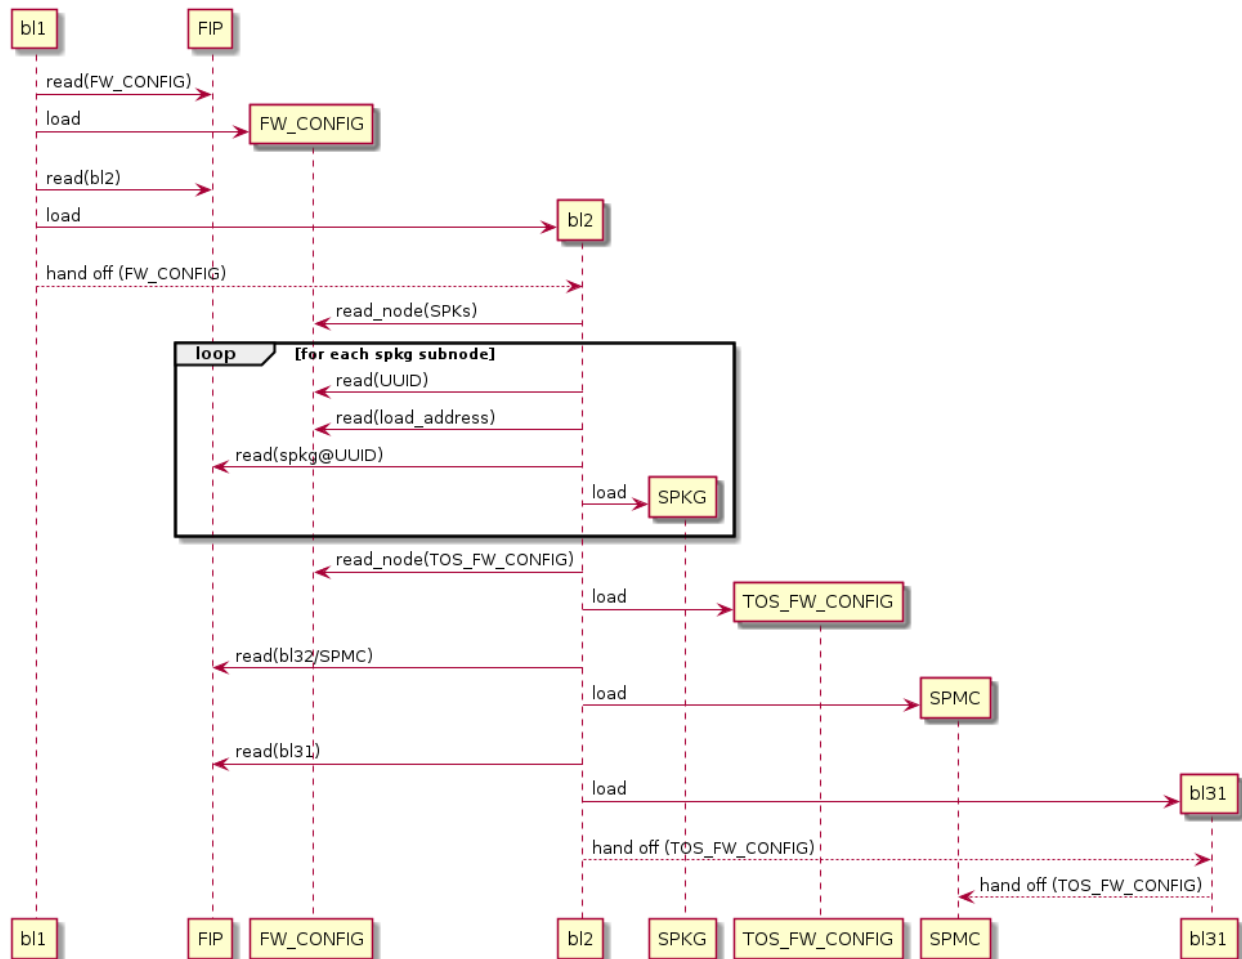 bl1
FIP
read(FW_CONFIG)
load
FW_CONFIG
read(bl2)
load
bl2
hand off (FW_CONFIG)
read_node(SPKs)
loop [for each spkg subnode]
read(UUID)
read(load_address)
read(spkg@UUID)
load
SPKG
read_node(TOS_FW_CONFIG)
load
TOS_FW_CONFIG
read(bl32/SPMC)
load
SPMC
read(bl31)
load
bl31
hand off (TOS_FW_CONFIG)
hand off (TOS_FW_CONFIG)
bl1 FIP FW_CONFIG bl2 SPKG TOS_FW_CONFIG SPMC bl31